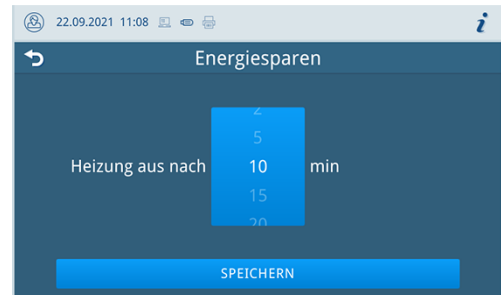 22.09.2021 11:08
i
Energiesparen
2
5
Heizung aus nach 10 min
15
20
SPEICHERN